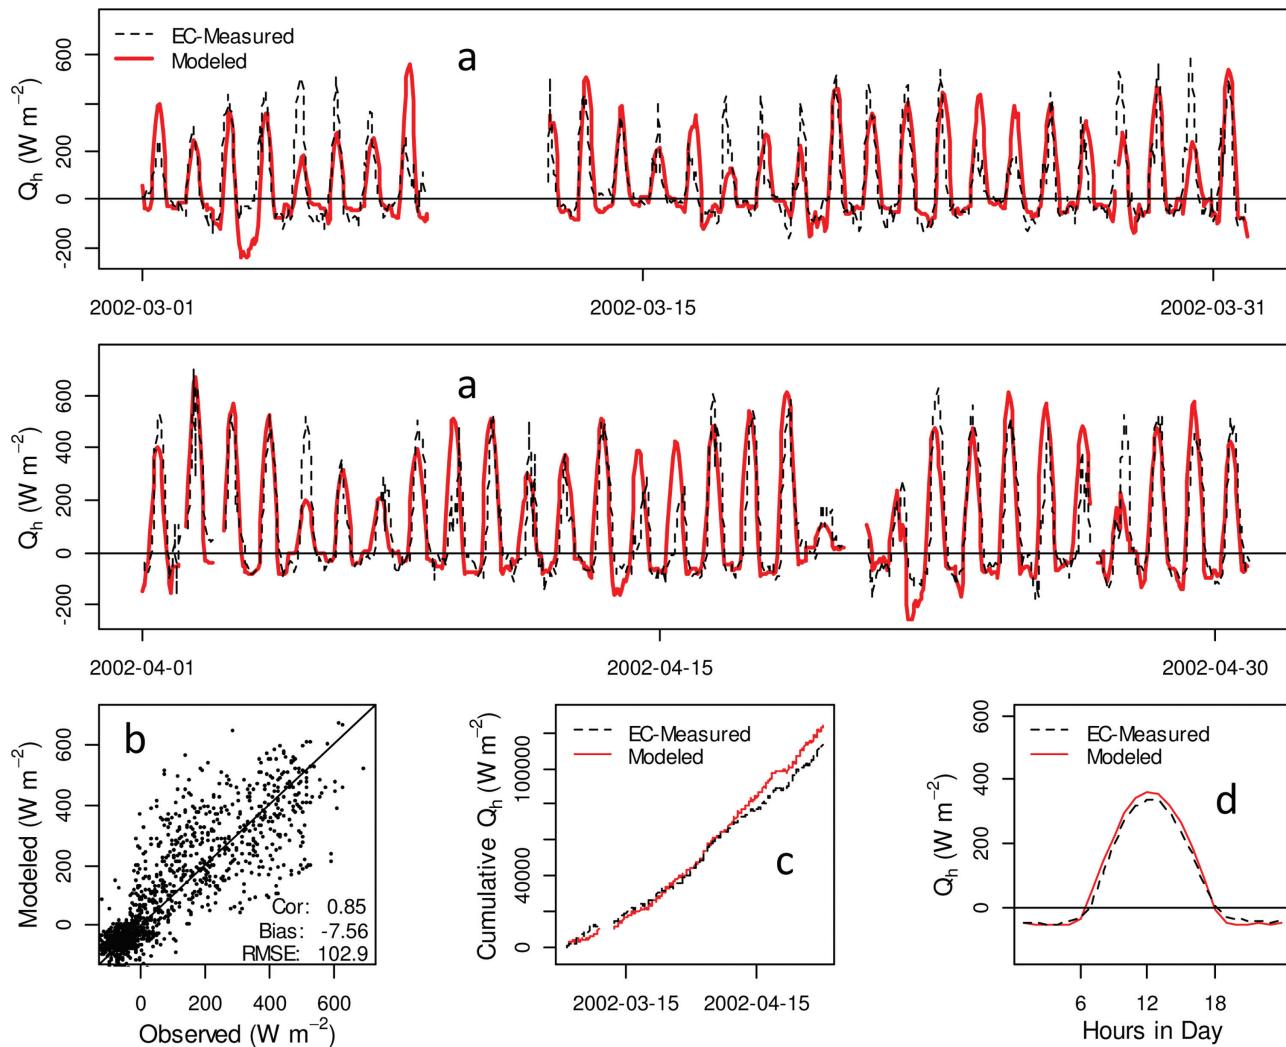 EC-Measured
Modeled
a
Qh (W m−2)
600
200
0
-200
2002-03-01
2002-03-15
2002-03-31
a
Qh (W m−2)
600
400
200
0
-200
2002-04-01
2002-04-15
2002-04-30
b
Modeled (W m−2)
600
400
200
0
Cor: 0.85
Bias: -7.56
RMSE: 102.9
0 200 400 600
Observed (W m−2)
EC-Measured
Modeled
c
Cumulative Qh (W m−2)
100000
40000
0
2002-03-15 2002-04-15
EC-Measured
Modeled
d
Qh (W m−2)
600
400
200
0
6 12 18
Hours in Day